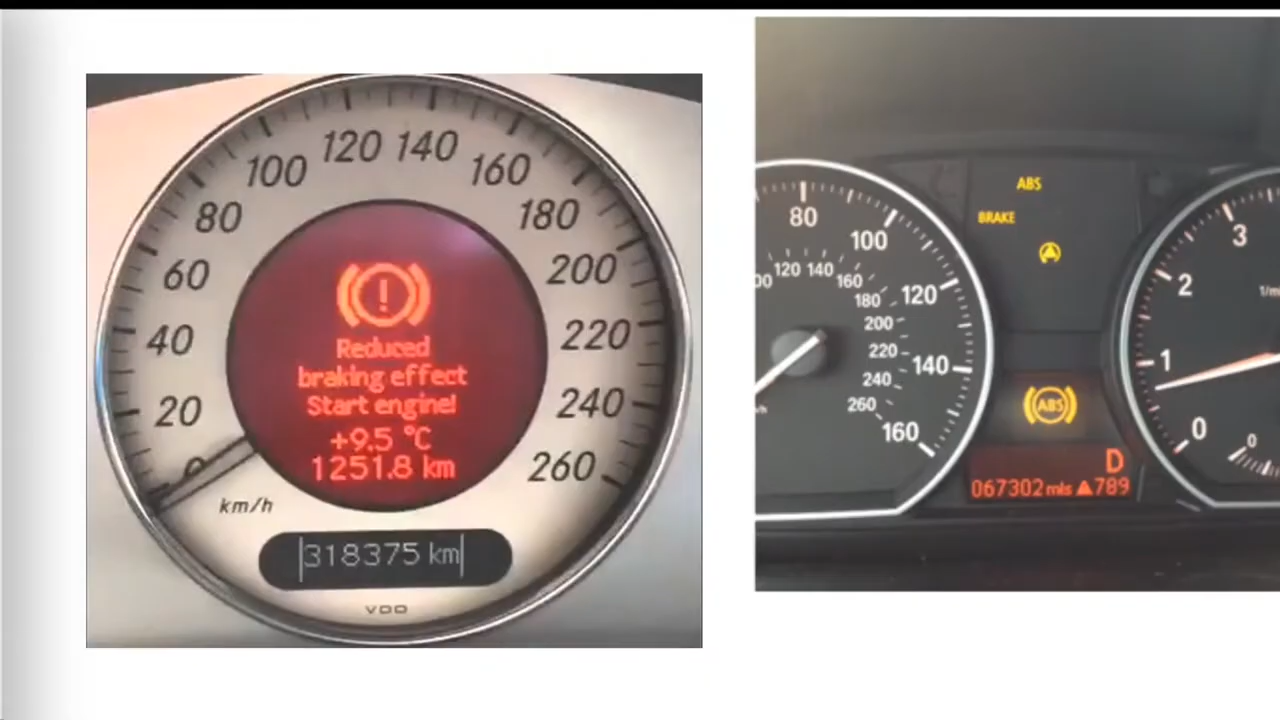 120 140
100 160
80 180
60 200
40 220
20 240
0 260
Reduced
braking effect
Start engine!
+9.5 °C
1251.8 km
km/h
318375 km
VDO
ABS
BRAKE
80
100
120
140
160
120 140 160
180
200
220
240
260
ABS
D
067302 mls ▲789
3
2
1
0
0